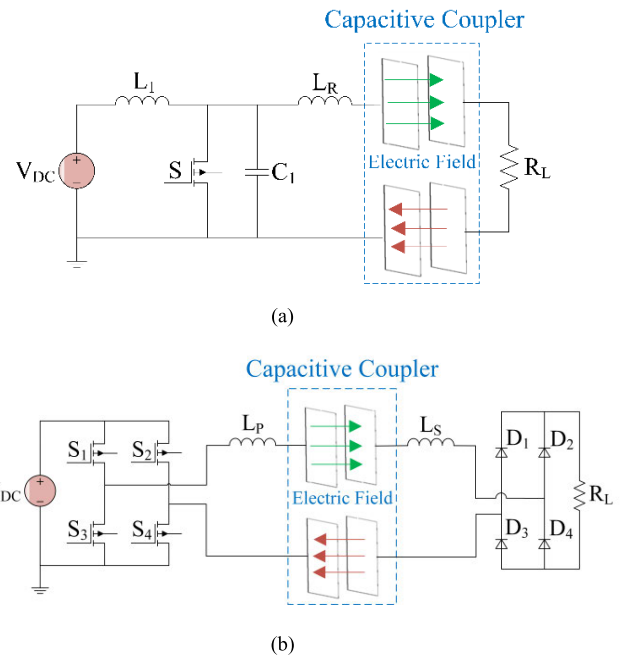 Capacitive Coupler
L1
LR
VDC
+
−
S
C1
Electric Field
RL
(a)
Capacitive Coupler
LP
LS
S1
S2
D1
D2
DC
+
−
Electric Field
RL
S3
S4
D3
D4
(b)